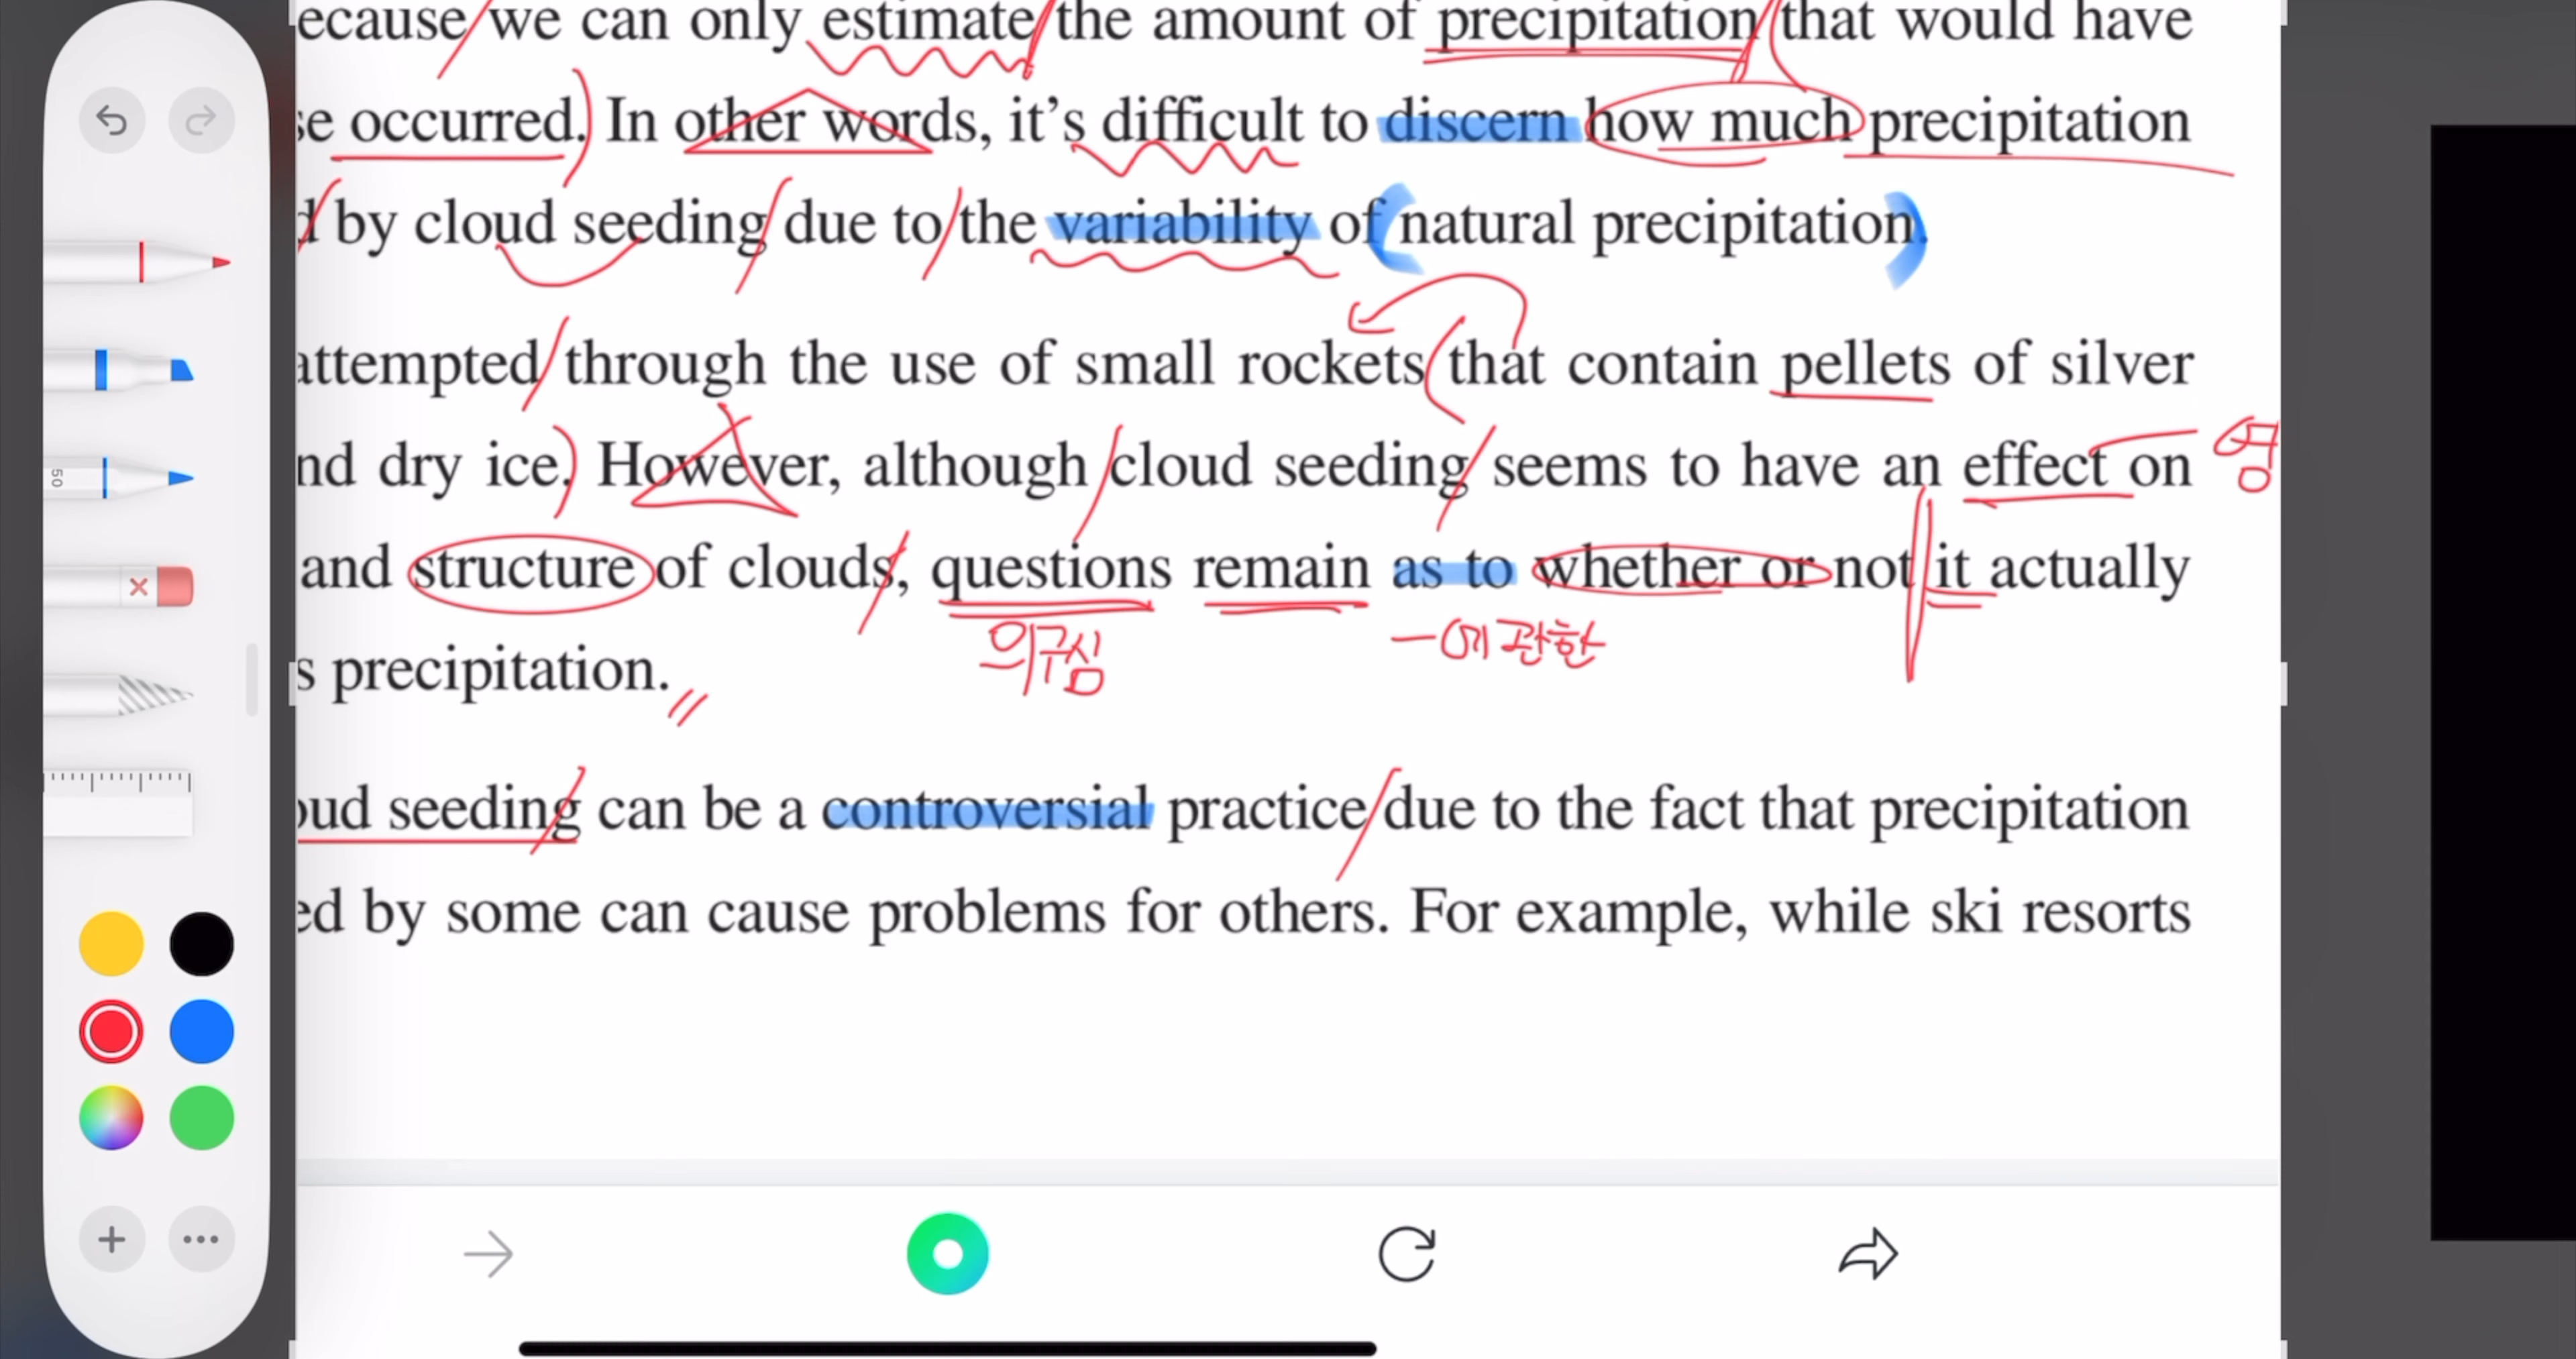 ecause we can only estimate the amount of precipitation that would have
se occurred. In other words, it's difficult to discern how much precipitation
d by cloud seeding due to the variability of natural precipitation.
attempted through the use of small rockets that contain pellets of silver
nd dry ice. However, although cloud seeding seems to have an effect on
and structure of clouds, questions remain as to whether or not it actually
의구심 ~에 관한
s precipitation.
oud seeding can be a controversial practice due to the fact that precipitation
ed by some can cause problems for others. For example, while ski resorts
50